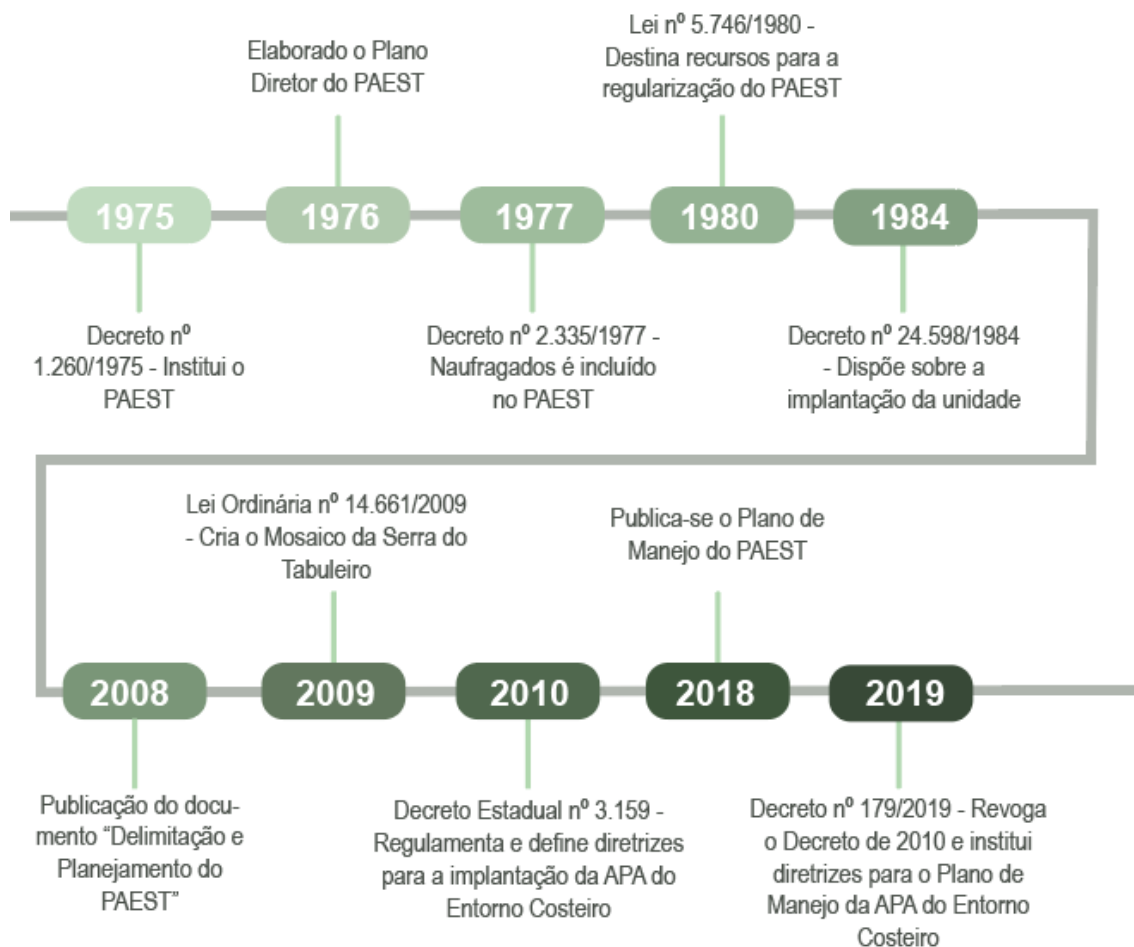 Elaborado o Plano
Diretor do PAEST
Lei nº 5.746/1980 -
Destina recursos para a
regularização do PAEST
1975
1976
1977
1980
1984
Decreto nº
1.260/1975 - Institui o
PAEST
Decreto nº 2.335/1977 -
Naufragados é incluído
no PAEST
Decreto nº 24.598/1984
- Dispõe sobre a
implantação da unidade
Lei Ordinária nº 14.661/2009
- Cria o Mosaico da Serra do
Tabuleiro
Publica-se o Plano de
Manejo do PAEST
2008
2009
2010
2018
2019
Publicação do docu-
mento “Delimitação e
Planejamento do
PAEST”
Decreto Estadual nº 3.159 -
Regulamenta e define diretrizes
para a implantação da APA do
Entorno Costeiro
Decreto nº 179/2019 - Revoga
o Decreto de 2010 e institui
diretrizes para o Plano de
Manejo da APA do Entorno
Costeiro